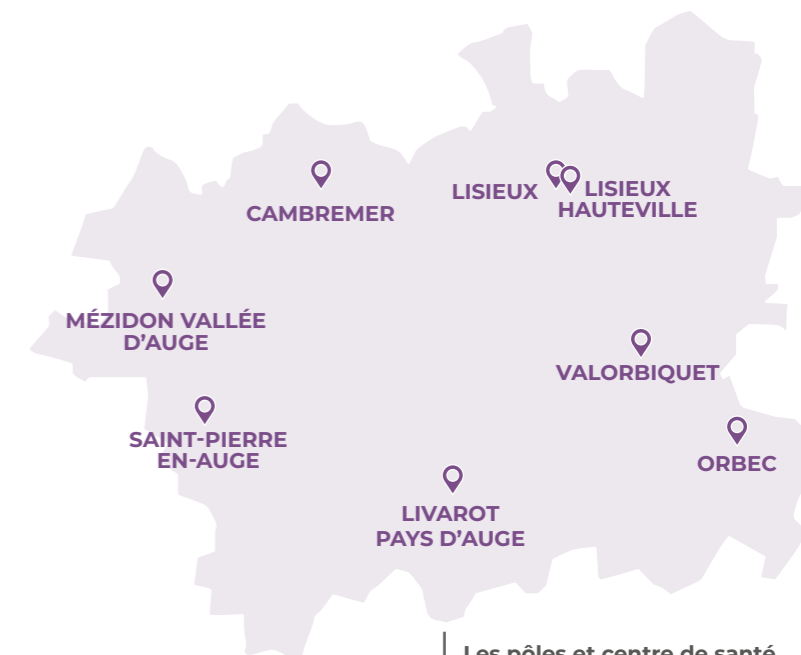 LISIEUX
LISIEUX
HAUTEVILLE
CAMBREMER
MÉZIDON VALLÉE
D’AUGE
VALORBIQUET
SAINT-PIERRE
EN-AUGE
ORBEC
LIVAROT
PAYS D’AUGE
Les pôles et centre de santé